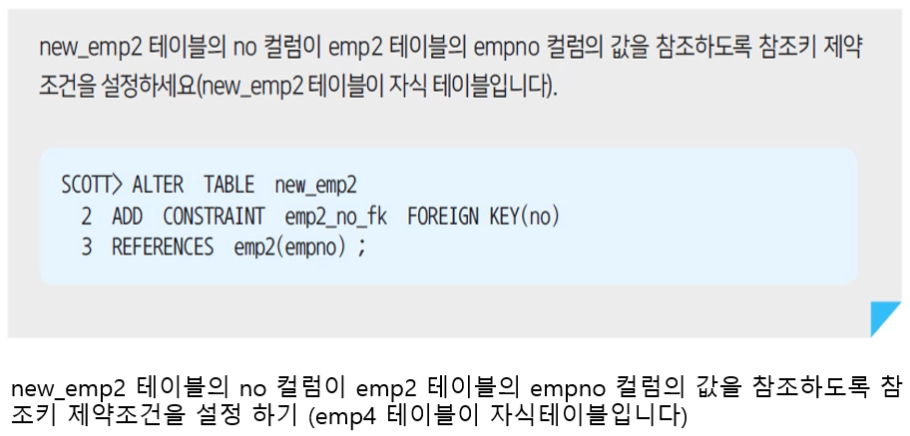 new_emp2 테이블의 no 컬럼이 emp2 테이블의 empno 컬럼의 값을 참조하도록 참조키 제약
조건을 설정하세요(new_emp2 테이블이 자식 테이블입니다).
SCOTT> ALTER TABLE new_emp2
2 ADD CONSTRAINT emp2_no_fk FOREIGN KEY(no)
3 REFERENCES emp2(empno) ;
new_emp2 테이블의 no 컬럼이 emp2 테이블의 empno 컬럼의 값을 참조하도록 참
조키 제약조건을 설정 하기 (emp4 테이블이 자식테이블입니다)